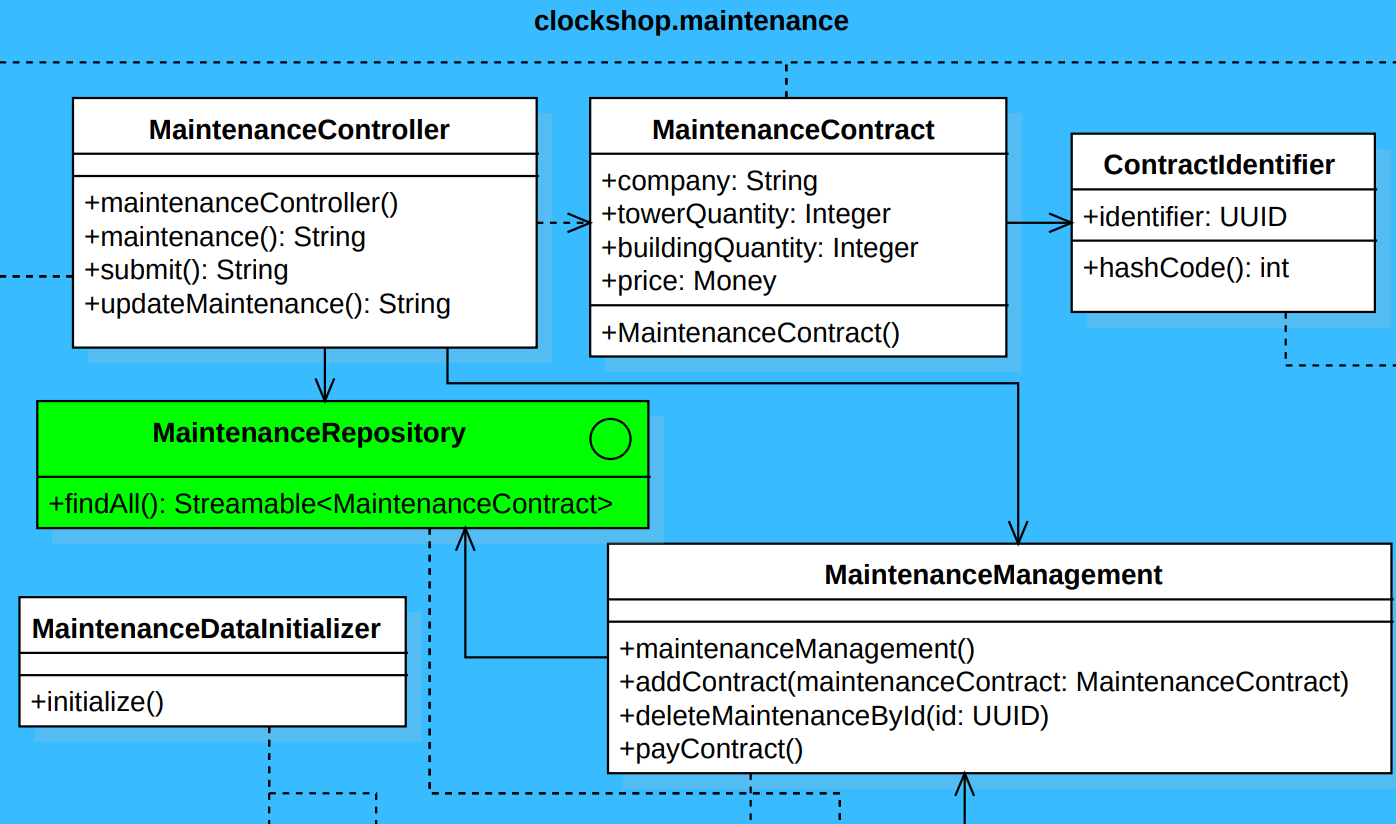 clockshop.maintenance
MaintenanceController
+maintenanceController()
+maintenance(): String
+submit(): String
+updateMaintenance(): String
MaintenanceContract
+company: String
+towerQuantity: Integer
+buildingQuantity: Integer
+price: Money
+MaintenanceContract()
ContractIdentifier
+identifier: UUID
+hashCode(): int
MaintenanceRepository
+findAll(): Streamable<MaintenanceContract>
MaintenanceDataInitializer
+initialize()
MaintenanceManagement
+maintenanceManagement()
+addContract(maintenanceContract: MaintenanceContract)
+deleteMaintenanceById(id: UUID)
+payContract()